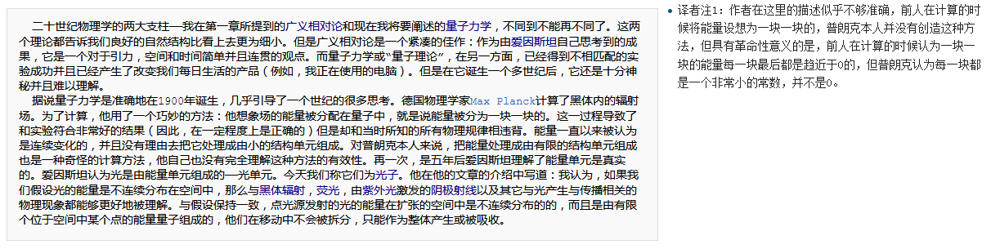 二十世纪物理学的两大支柱—我在第一章所提到的广义相对论和现在我将要阐述的量子力学，不同到不能再不同了。这两
个理论都告诉我们良好的自然结构比看上去更为细小。但是广义相对论是一个紧凑的佳作：作为由爱因斯坦自己思考到的成
果，它是一个对于引力，空间和时间简单并且连贯的观点。而量子力学或“量子理论”，在另一方面，已经得到不相匹配的实
验成功并且已经产生了改变我们每日生活的产品（例如，我正在使用的电脑）。但是在它诞生一个多世纪后，它还是十分神
秘并且难以理解。
据说量子力学是准确地在1900年诞生，几乎引导了一个世纪的很多思考。德国物理学家Max Planck计算了黑体内的辐射
场。为了计算，他用了一个巧妙的方法：他想象场的能量被分配在量子中，就是说能量被分为一块一块的。这一过程导致了
和实验符合非常好的结果（因此，在一定程度上是正确的）但是却和当时所知的所有物理规律相违背。能量一直以来被认为
是连续变化的，并且没有理由去把它处理成由小的结构单元组成。对普朗克本人来说，把能量处理成由有限的结构单元组成
也是一种奇怪的计算方法，他自己也没有完全理解这种方法的有效性。再一次，是五年后爱因斯坦理解了能量单元是真实
的。爱因斯坦认为光是由能量单元组成的—光单元。今天我们称它们为光子。他在他的文章的介绍中写道：我认为，如果我
们假设光的能量是不连续分布在空间中，那么与黑体辐射，荧光，由紫外光激发的阴极射线以及其它与光产生与传播相关的
物理现象都能够更好地被理解。与假设保持一致，点光源发射的光的能量在扩张的空间中是不连续分布的的，而且是由有限
个位于空间中某个点的能量量子组成的，他们在移动中不会被拆分，只能作为整体产生或被吸收。
译者注1：作者在这里的描述似乎不够准确，前人在计算的时
候将能量设想为一块一块的，普朗克本人并没有创造这种方
法，但具有革命性意义的是，前人在计算的时候认为一块一
块的能量每一块最后都是趋近于0的，但普朗克认为每一块都
是一个非常小的常数，并不是0。